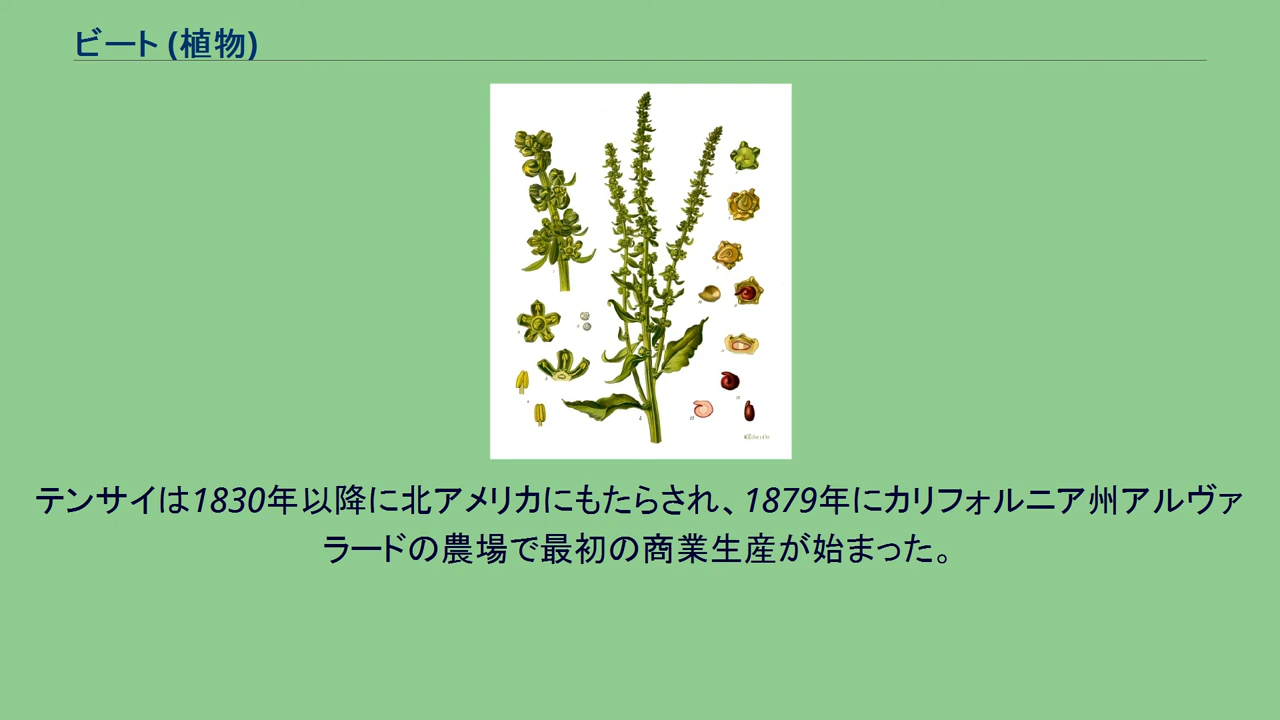 ビート (植物)
テンサイは1830年以降に北アメリカにもたらされ、1879年にカリフォルニア州アルヴァ
ラードの農場で最初の商業生産が始まった。